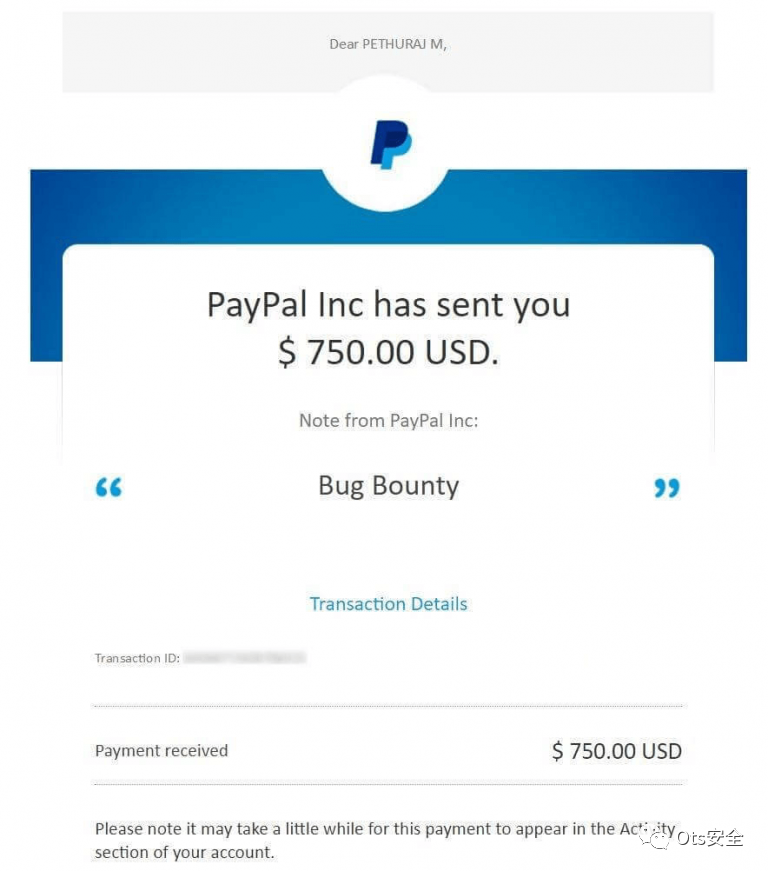 Dear PETHURAJ M,
PayPal Inc has sent you
$ 750.00 USD.
Note from PayPal Inc:
“ Bug Bounty ”
Transaction Details
Transaction ID:
Payment received $ 750.00 USD
Please note it may take a little while for this payment to appear in the Activity
section of your account.
Ots安全